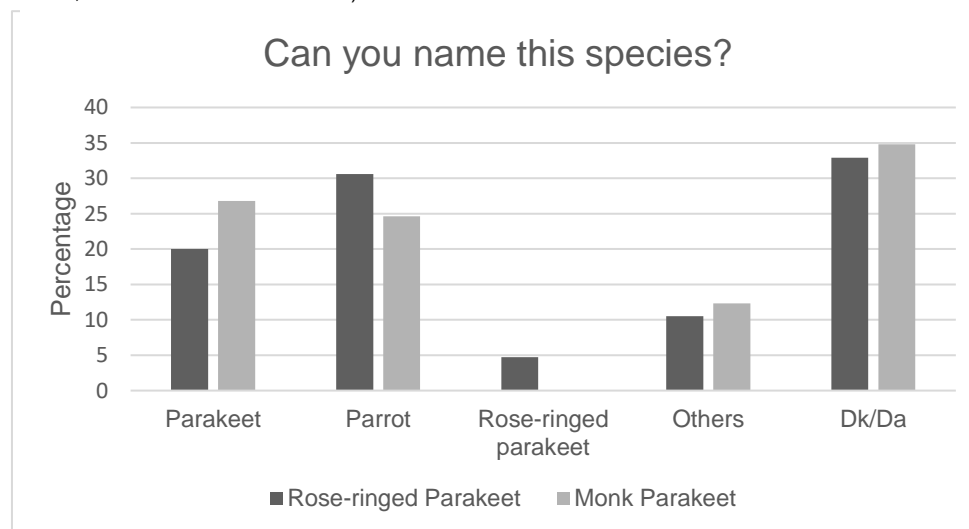 Can you name this species?
40
35
30
25
20
15
10
5
0
Percentage
Parakeet
Parrot
Rose-ringed
parakeet
Others
Dk/Da
Rose-ringed Parakeet
Monk Parakeet